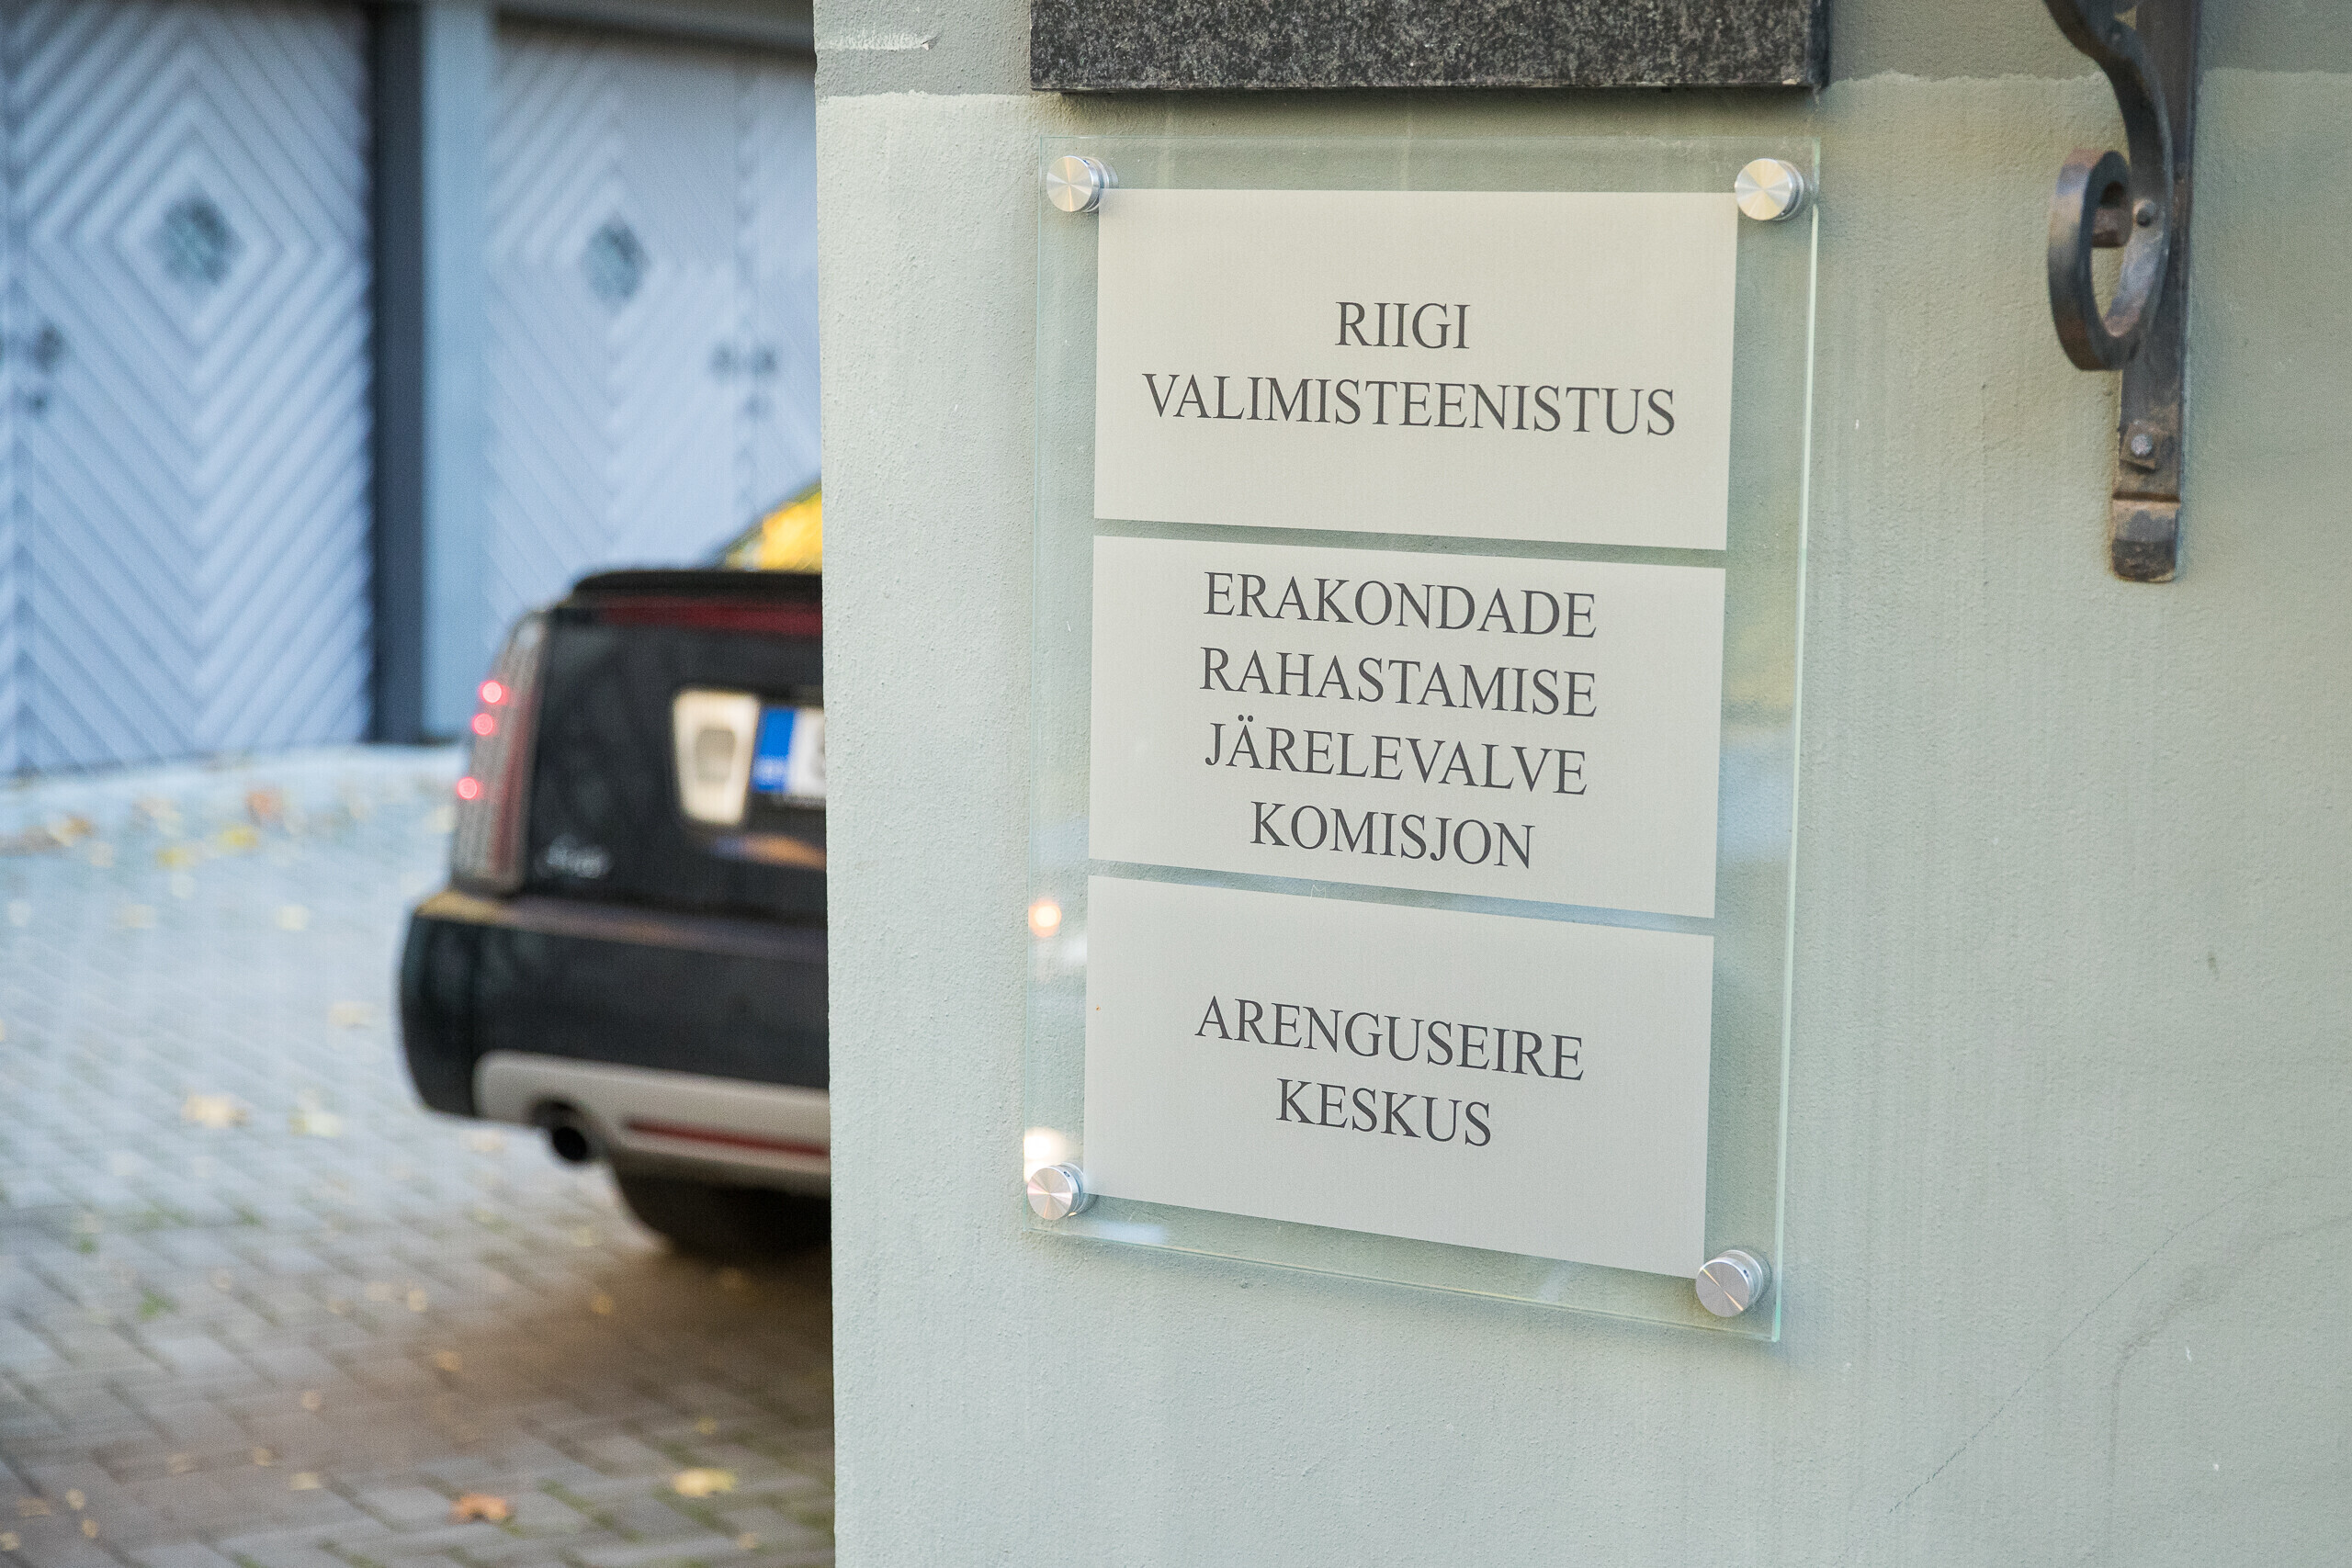 RIIGI
VALIMISTEENISTUS
ERAKONDADE
RAHASTAMISE
JÄRELEVALVE
KOMISJON
ARENGUSEIRE
KESKUS